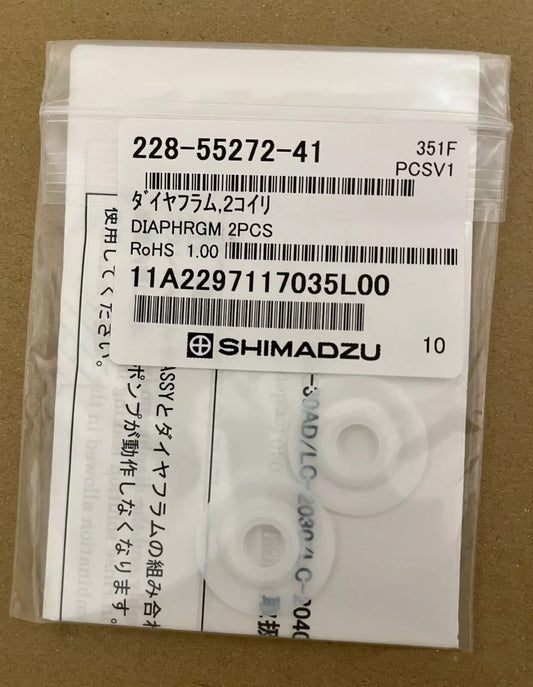 228-55272-41
351F
PCSV1
ﾀﾞｲﾔﾌﾗﾑ,2ｺｲﾘ
DIAPHRGM 2PCS
RoHS 1.00
11A2297117035L00
SHIMADZU
10
使用してください。
ASSYとダイヤフラムの組み合わ
ポンプが動作しなくなります。
-30AD/LC-2030/LC-2040